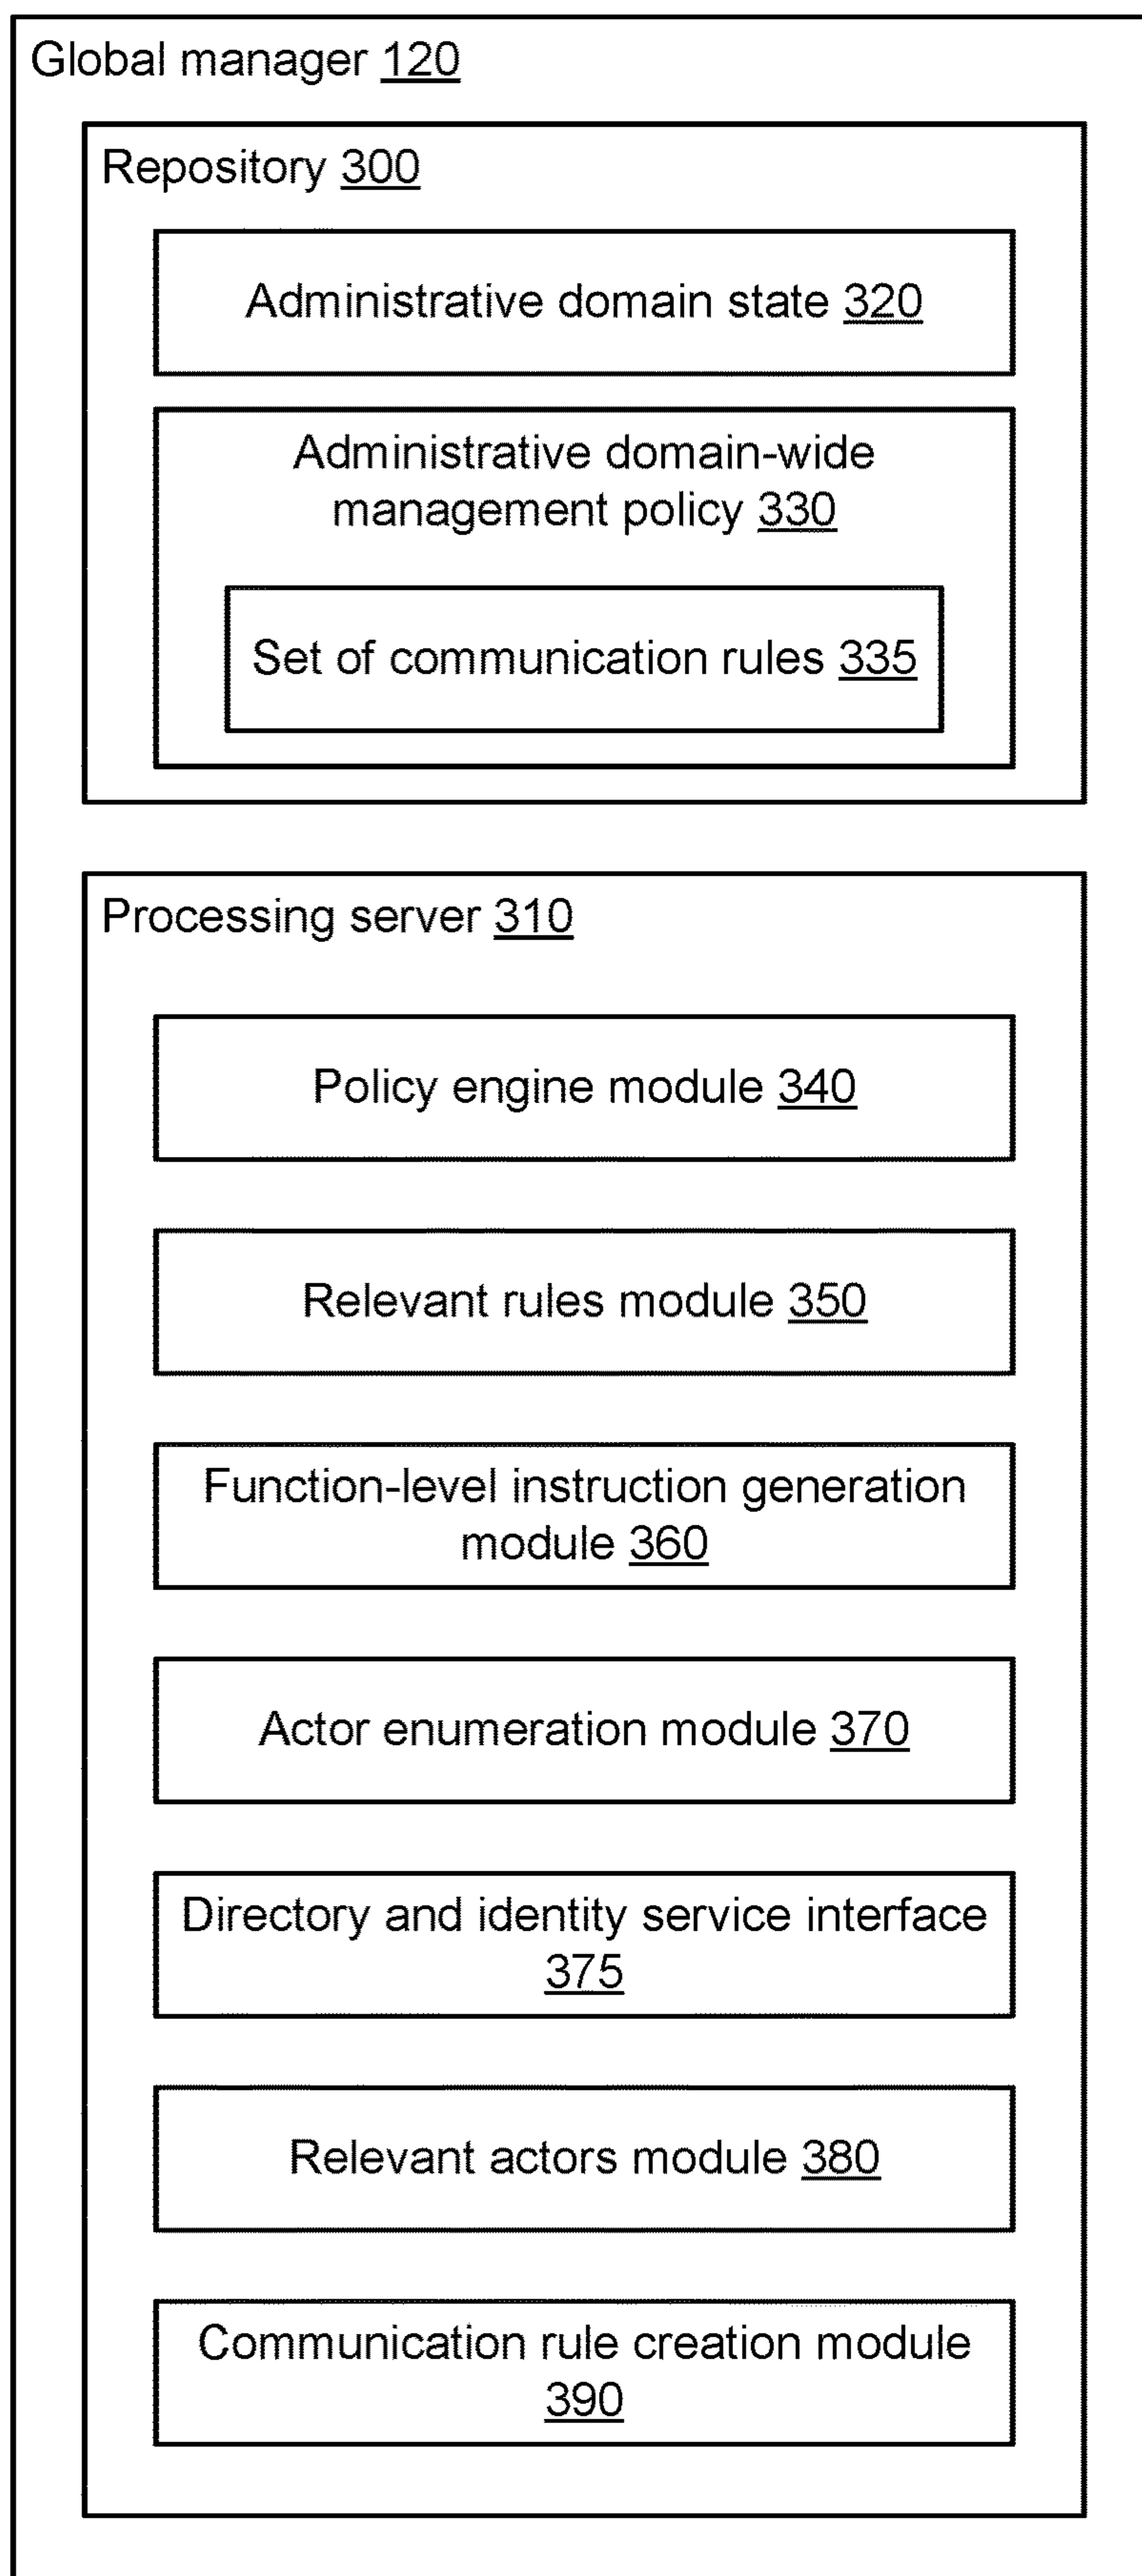 Global manager 120
Repository 300
Administrative domain state 320
Administrative domain-wide
management policy 330
Set of communication rules 335
Processing server 310
Policy engine module 340
Relevant rules module 350
Function-level instruction generation
module 360
Actor enumeration module 370
Directory and identity service interface
375
Relevant actors module 380
Communication rule creation module
390